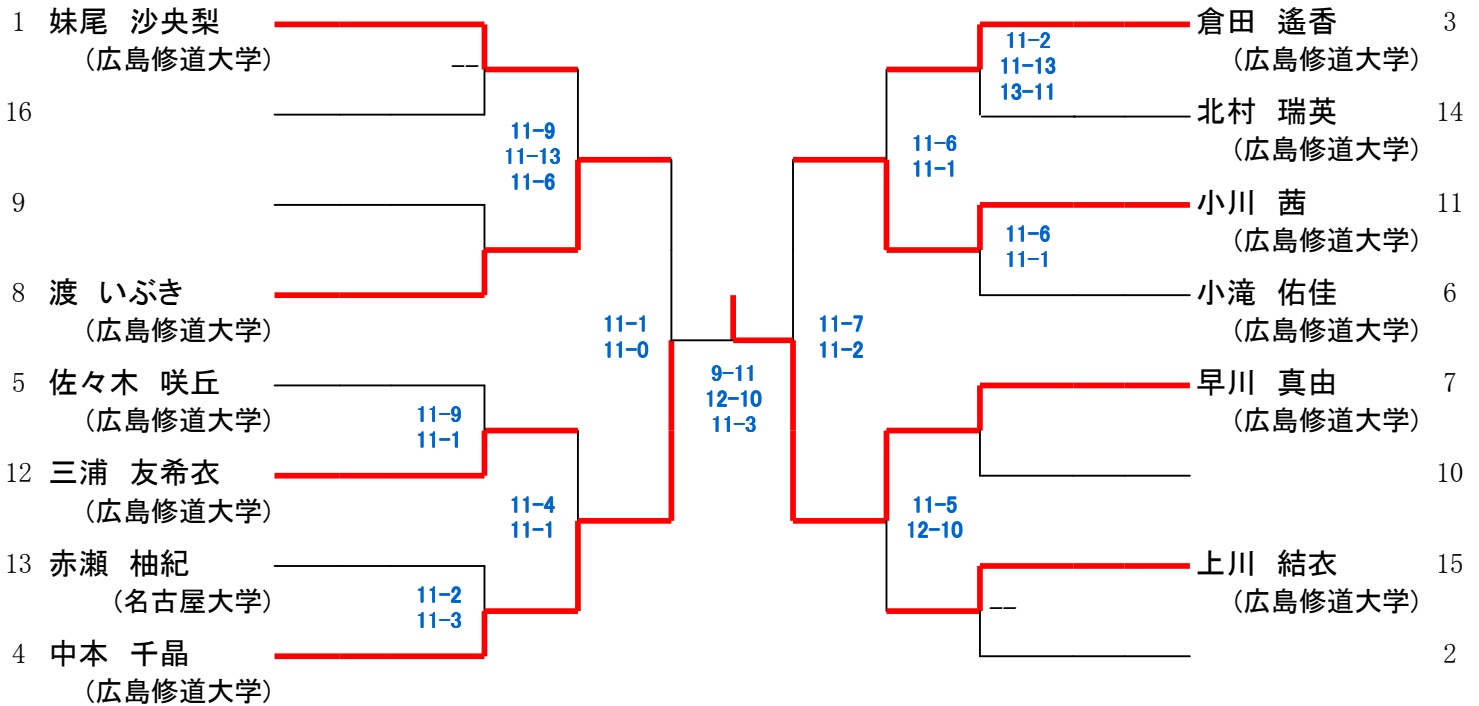 1 妹尾 沙央梨
(広島修道大学)
--
16
11-9
11-13
11-6
9
8 渡 いぶき
(広島修道大学)
11-1
11-0
5 佐々木 咲丘
(広島修道大学)
11-9
11-1
12 三浦 友希衣
(広島修道大学)
11-4
11-1
13 赤瀬 柚紀
(名古屋大学)
11-2
11-3
4 中本 千晶
(広島修道大学)
9-11
12-10
11-3
倉田 遙香 3
(広島修道大学)
11-2
11-13
13-11
北村 瑞英 14
(広島修道大学)
11-6
11-1
小川 茜 11
(広島修道大学)
11-6
11-1
小滝 佑佳 6
(広島修道大学)
11-7
11-2
早川 真由 7
(広島修道大学)
10
11-5
12-10
上川 結衣 15
(広島修道大学)
--
2